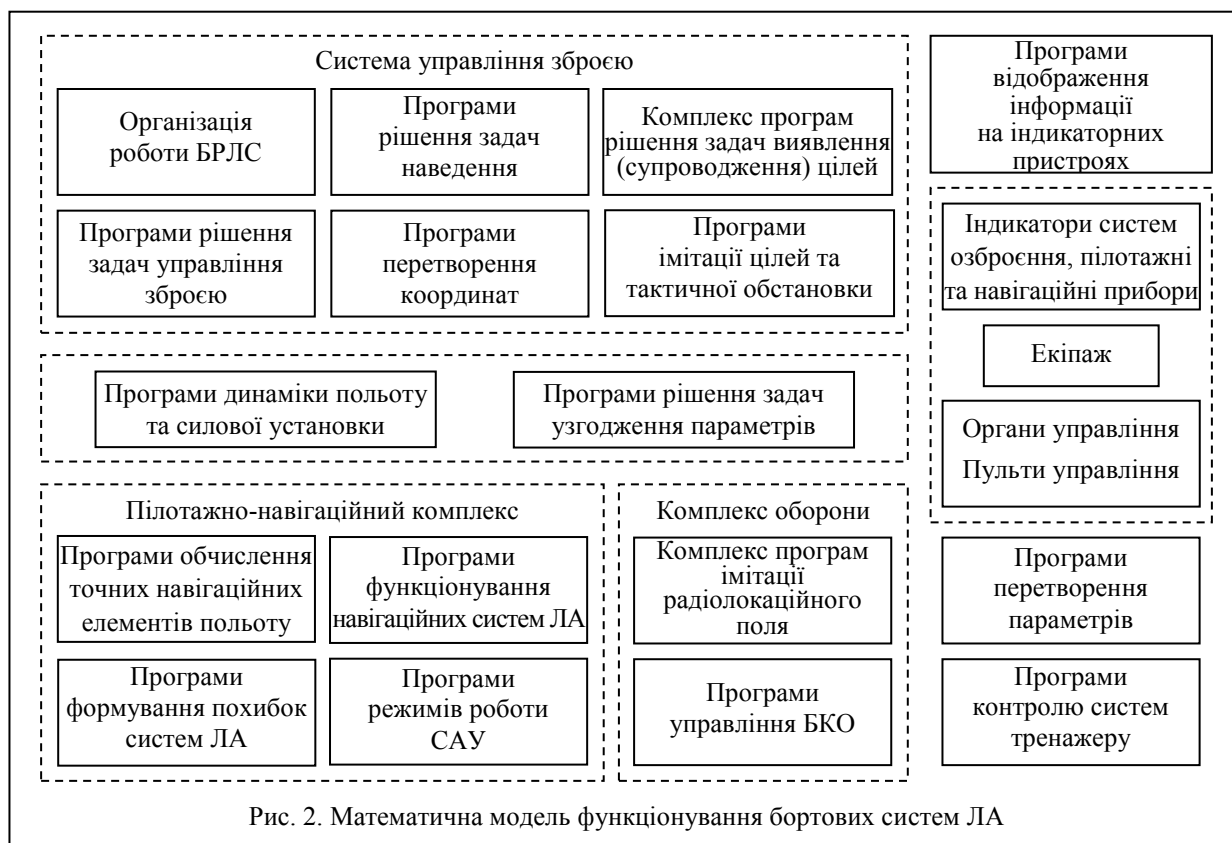 Система управління зброєю
Організація
роботи БРЛС
Програми
рішення задач
наведення
Комплекс програм
рішення задач виявлення
(супроводження) цілей
Програми рішення
задач управління
зброєю
Програми
перетворення
координат
Програми
імітації цілей та
тактичної обстановки
Програми
відображення
інформації
на індикаторних
пристроях
Індикатори систем
озброєння, пілотажні
та навігаційні прибори
Екіпаж
Органи управління
Пульти управління
Програми динаміки польоту
та силової установки
Програми рішення задач
узгодження параметрів
Пілотажно-навігаційний комплекс
Програми обчислення
точних навігаційних
елементів польоту
Програми
функціонування
навігаційних систем ЛА
Програми
формування похибок
систем ЛА
Програми
режимів роботи
САУ
Комплекс оборони
Комплекс програм
імітації
радіолокаційного
поля
Програми
управління БКО
Програми
перетворення
параметрів
Програми
контролю систем
тренажеру
Рис. 2. Математична модель функціонування бортових систем ЛА